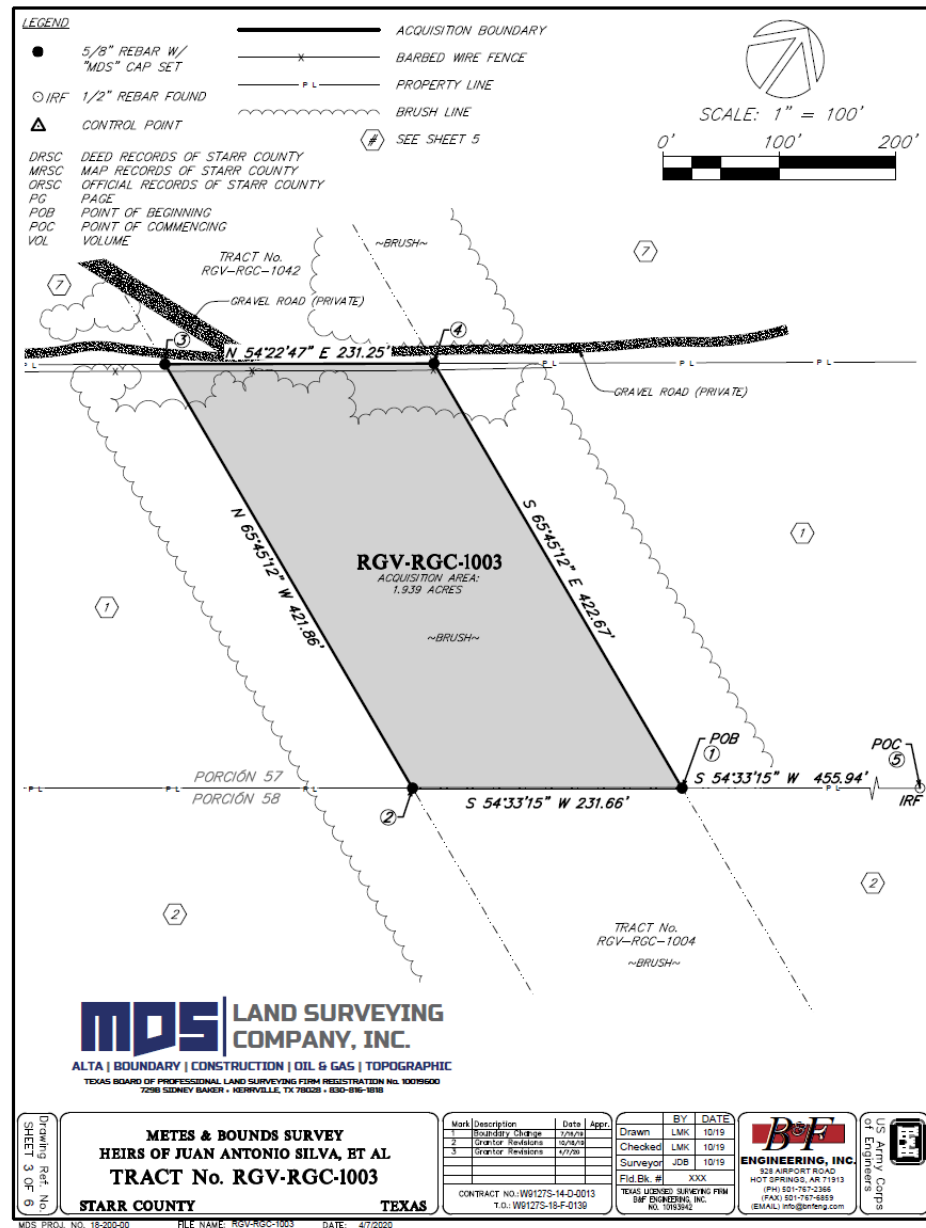 LEGEND
5/8" REBAR W/
"MDS" CAP SET
IRF 1/2" REBAR FOUND
CONTROL POINT
ACQUISITION BOUNDARY
X BARBED WIRE FENCE
P L PROPERTY LINE
BRUSH LINE
# SEE SHEET 5
SCALE: 1" = 100'
0' 100' 200'
DRSC DEED RECORDS OF STARR COUNTY
MRSC MAP RECORDS OF STARR COUNTY
ORSC OFFICIAL RECORDS OF STARR COUNTY
PG PAGE
POB POINT OF BEGINNING
POC POINT OF COMMENCING
VOL VOLUME
~BRUSH~
TRACT No.
RGV-RGC-1042
7
7
GRAVEL ROAD (PRIVATE)
3
4
N 54°22'47" E 231.25'
P L
P L
P L
P L
X
X
X
GRAVEL ROAD (PRIVATE)
N 65°45'12" W 421.86'
S 65°45'12" E 422.67'
1
1
RGV-RGC-1003
ACQUISITION AREA:
1.939 ACRES
~BRUSH~
POB
1
POC
5
IRF
PORCIÓN 57
S 54°33'15" W 455.94'
P L
P L
P L
P L
PORCIÓN 58
S 54°33'15" W 231.66'
2
2
2
TRACT No.
RGV-RGC-1004
~BRUSH~
MDS LAND SURVEYING
COMPANY, INC.
ALTA | BOUNDARY | CONSTRUCTION | OIL & GAS | TOPOGRAPHIC
TEXAS BOARD OF PROFESSIONAL LAND SURVEYING FIRM REGISTRATION No. 10019600
729B SIDNEY BAKER • KERRVILLE, TX 78028 • 830-816-1818
Drawing Ref. No.
SHEET 3 OF 6
METES & BOUNDS SURVEY
HEIRS OF JUAN ANTONIO SILVA, ET AL
TRACT No. RGV-RGC-1003
STARR COUNTY TEXAS
Mark Description Date Appr.
1 Boundary Change 7/16/19
2 Grantor Revisions 10/18/19
3 Grantor Revisions 4/7/20
CONTRACT NO.: W9127S-14-D-0013
T.O.: W9127S-18-F-0139
BY DATE
Drawn LMK 10/19
Checked LMK 10/19
Surveyor JDB 10/19
Fld.Bk. # XXX
TEXAS LICENSED SURVEYING FIRM
B&F ENGINEERING, INC.
NO. 10193942
B&F
ENGINEERING, INC.
928 AIRPORT ROAD
HOT SPRINGS, AR 71913
(PH) 501-767-2366
(FAX) 501-767-6859
(EMAIL) info@bnfeng.com
US Army Corps
of Engineers
MDS PROJ. NO. 18-200-00 FILE NAME: RGV-RGC-1003 DATE: 4/7/2020